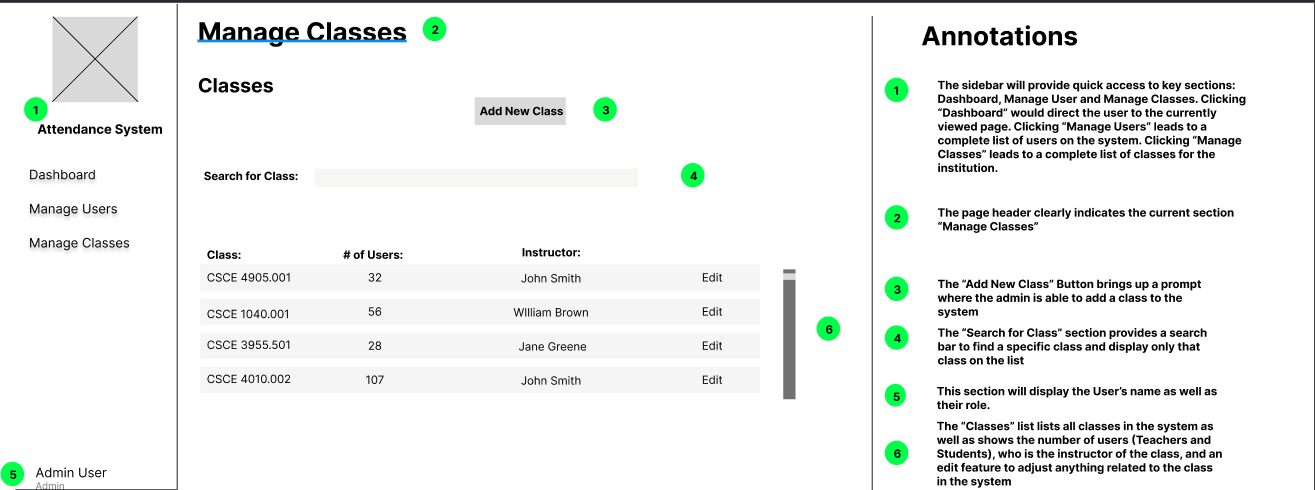 Manage Classes
2
Classes
Add New Class
3
1
Attendance System
Search for Class:
4
Dashboard
Manage Users
Manage Classes
Class: # of Users: Instructor:
CSCE 4905.001 32 John Smith Edit
CSCE 1040.001 56 WIlliam Brown Edit
CSCE 3955.501 28 Jane Greene Edit
CSCE 4010.002 107 John Smith Edit
6
5
Admin User
Admin
Annotations
1
The sidebar will provide quick access to key sections:
Dashboard, Manage User and Manage Classes. Clicking
“Dashboard” would direct the user to the currently
viewed page. Clicking “Manage Users” leads to a
complete list of users on the system. Clicking “Manage
Classes” leads to a complete list of classes for the
institution.
2
The page header clearly indicates the current section
“Manage Classes”
3
The “Add New Class” Button brings up a prompt
where the admin is able to add a class to the
system
4
The “Search for Class” section provides a search
bar to find a specific class and display only that
class on the list
5
This section will display the User’s name as well as
their role.
6
The “Classes” list lists all classes in the system as
well as shows the number of users (Teachers and
Students), who is the instructor of the class, and an
edit feature to adjust anything related to the class
in the system